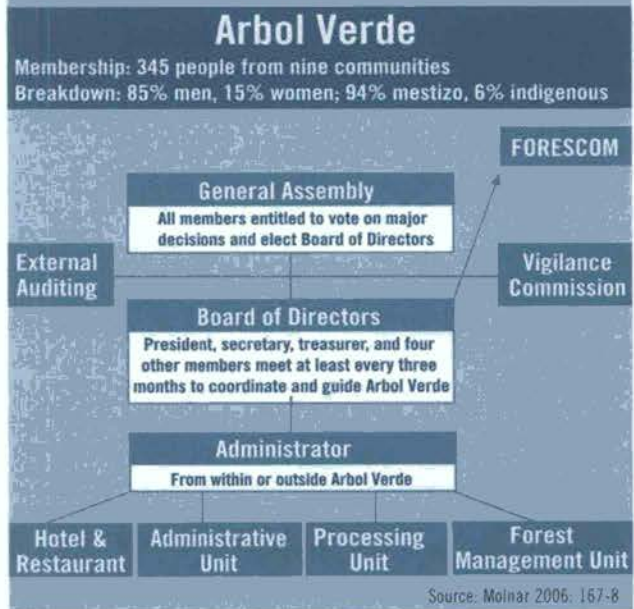 Arbol Verde
Membership: 345 people from nine communities
Breakdown: 85% men, 15% women; 94% mestizo, 6% indigenous
FORESCOM
General Assembly
All members entitled to vote on major
decisions and elect Board of Directors
External
Auditing
Vigilance
Commission
Board of Directors
President, secretary, treasurer, and four
other members meet at least every three
months to coordinate and guide Arbol Verde
Administrator
From within or outside Arbol Verde
Hotel &
Restaurant
Administrative
Unit
Processing
Unit
Forest
Management Unit
Source: Molnar 2006: 167-8